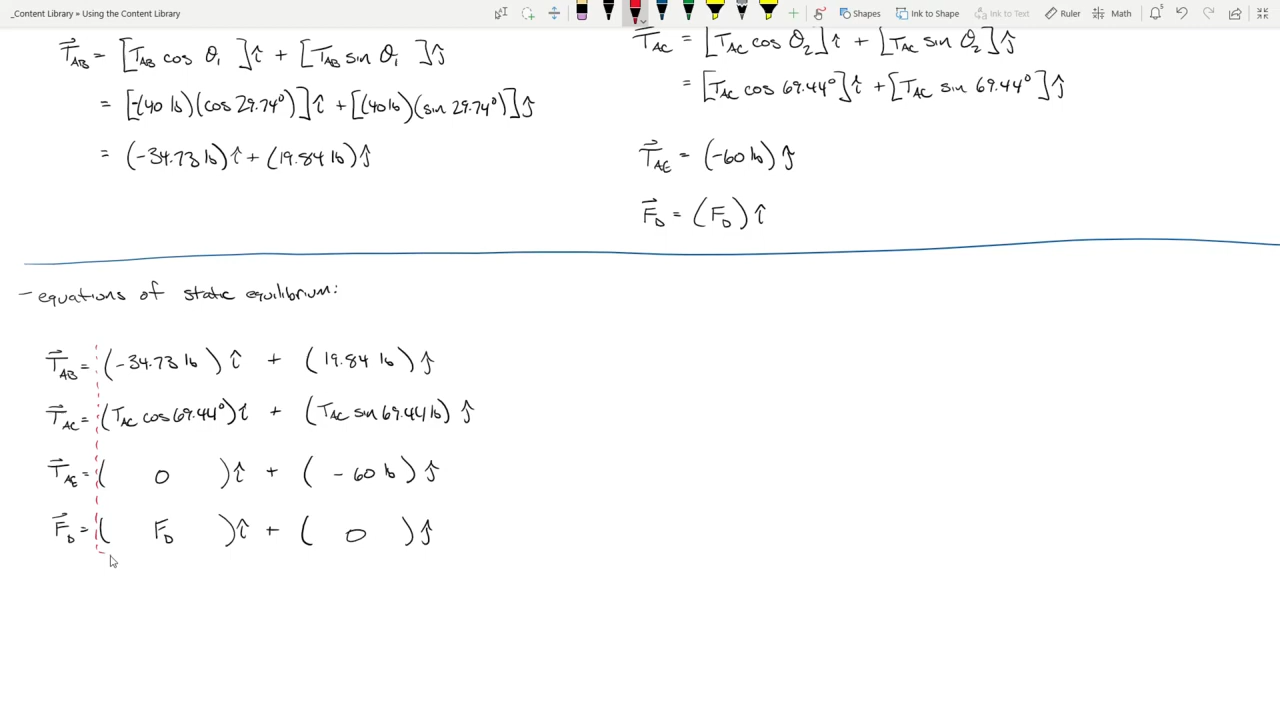 _Content Library » Using the Content Library
Shapes Ink to Shape Ink to Text Ruler Math
T⃗AB = [TAB cos θ₁ ]î + [TAB sin θ₁ ]ĵ
= [-(40 lb)(cos 29.74°)]î + [(40 lb)(sin 29.74°)]ĵ
= (-34.73 lb)î + (19.84 lb)ĵ
T⃗AC = [TAC cos θ₂]î + [TAC sin θ₂]ĵ
= [TAC cos 69.44°]î + [TAC sin 69.44°]ĵ
T⃗AE = (-60 lb)ĵ
F⃗D = (FD)î
- equations of static equilibrium:
T⃗AB = (-34.73 lb)î + (19.84 lb)ĵ
T⃗AC = (TAC cos 69.44°)î + (TAC sin 69.44 lb)ĵ
T⃗AE = ( 0 )î + ( - 60 lb)ĵ
F⃗D = ( FD )î + ( 0 )ĵ